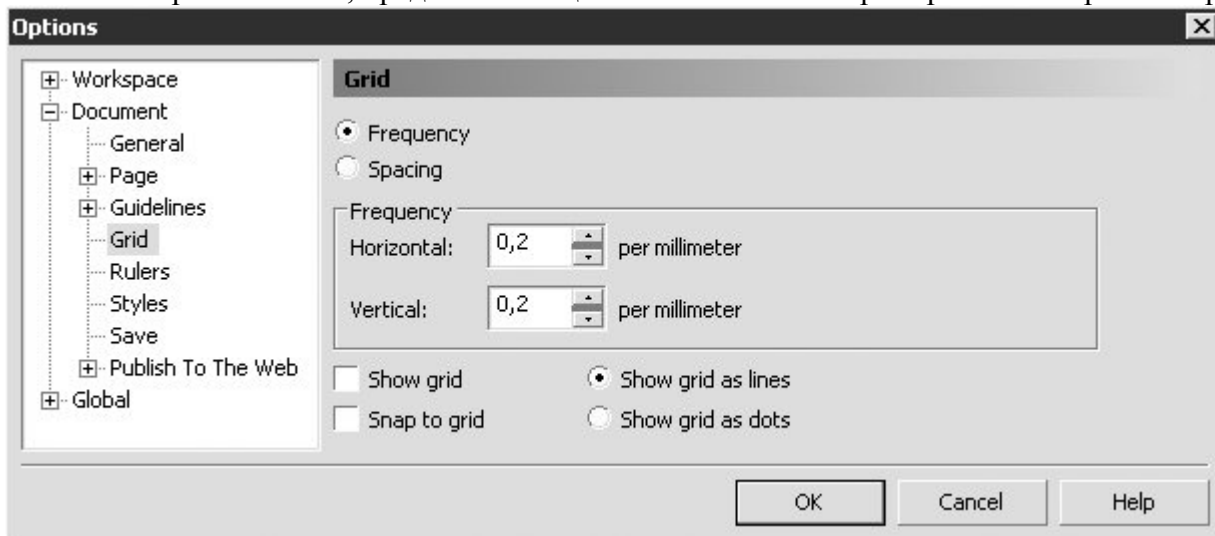 Options
Workspace
Document
General
Page
Guidelines
Grid
Rulers
Styles
Save
Publish To The Web
Global
Grid
Frequency
Spacing
Frequency
Horizontal: 0,2 per millimeter
Vertical: 0,2 per millimeter
Show grid Show grid as lines
Snap to grid Show grid as dots
OK Cancel Help